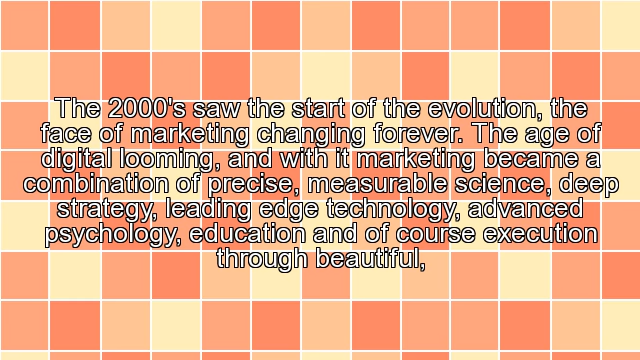 The 2000's saw the start of the evolution, the
face of marketing changing forever. The age of
digital looming, and with it marketing became a
combination of precise, measurable science, deep
strategy, leading edge technology, advanced
psychology, education and of course execution
through beautiful,